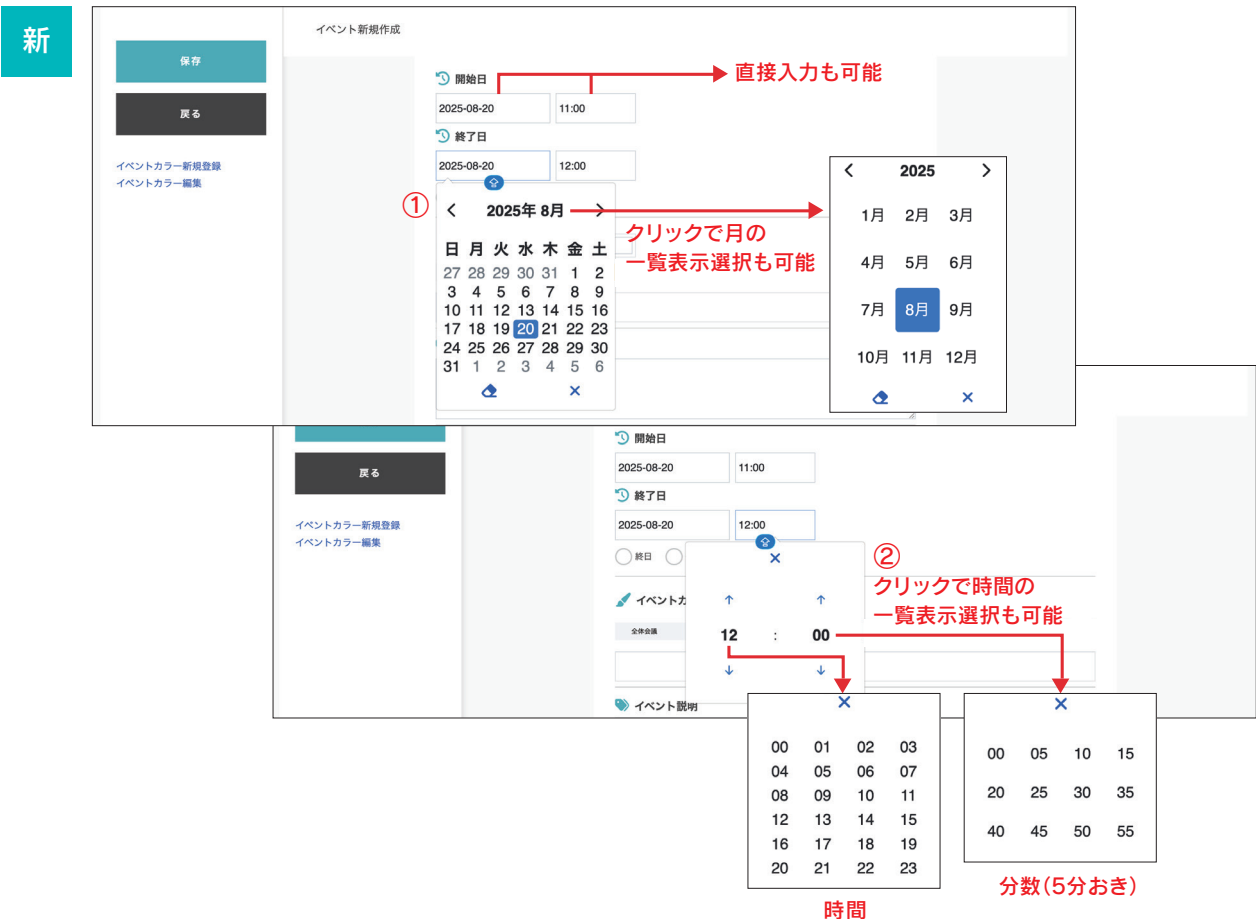 新
イベント新規作成
保存
戻る
イベントカラー新規登録
イベントカラー編集
開始日
直接入力も可能
2025-08-20 11:00
終了日
2025-08-20 12:00
①
2025年 8月
クリックで月の
一覧表示選択も可能
日 月 火 水 木 金 土
27 28 29 30 31 1 2
3 4 5 6 7 8 9
10 11 12 13 14 15 16
17 18 19 20 21 22 23
24 25 26 27 28 29 30
31 1 2 3 4 5 6
2025
1月 2月 3月
4月 5月 6月
7月 8月 9月
10月 11月 12月
戻る
イベントカラー新規登録
イベントカラー編集
開始日
2025-08-20 11:00
終了日
2025-08-20 12:00
終日
②
クリックで時間の
一覧表示選択も可能
イベントカ
全体会議
12 : 00
イベント説明
00 01 02 03
04 05 06 07
08 09 10 11
12 13 14 15
16 17 18 19
20 21 22 23
時間
00 05 10 15
20 25 30 35
40 45 50 55
分数(5分おき)